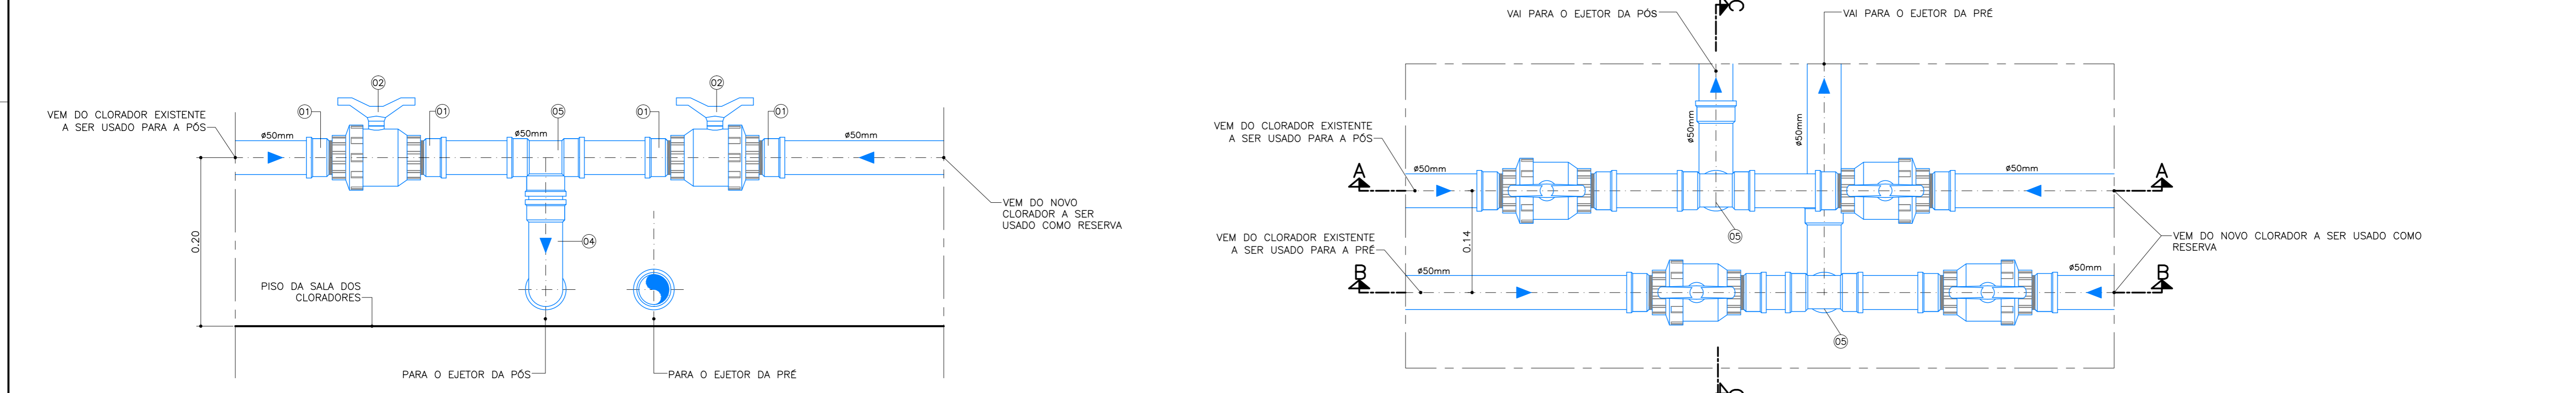 02
02
01
01
05
01
01
VEM DO CLORADOR EXISTENTE
A SER USADO PARA A PÓS
ø50mm
ø50mm
ø50mm
VEM DO NOVO
CLORADOR A SER
USADO COMO RESERVA
0.20
04
PISO DA SALA DOS
CLORADORES
PARA O EJETOR DA PÓS
PARA O EJETOR DA PRÉ
C
VAI PARA O EJETOR DA PÓS
VAI PARA O EJETOR DA PRÉ
ø50mm
ø50mm
VEM DO CLORADOR EXISTENTE
A SER USADO PARA A PÓS
ø50mm
ø50mm
A
A
05
0.14
VEM DO CLORADOR EXISTENTE
A SER USADO PARA A PRÉ
VEM DO NOVO CLORADOR A SER USADO COMO
RESERVA
ø50mm
ø50mm
B
B
05
C